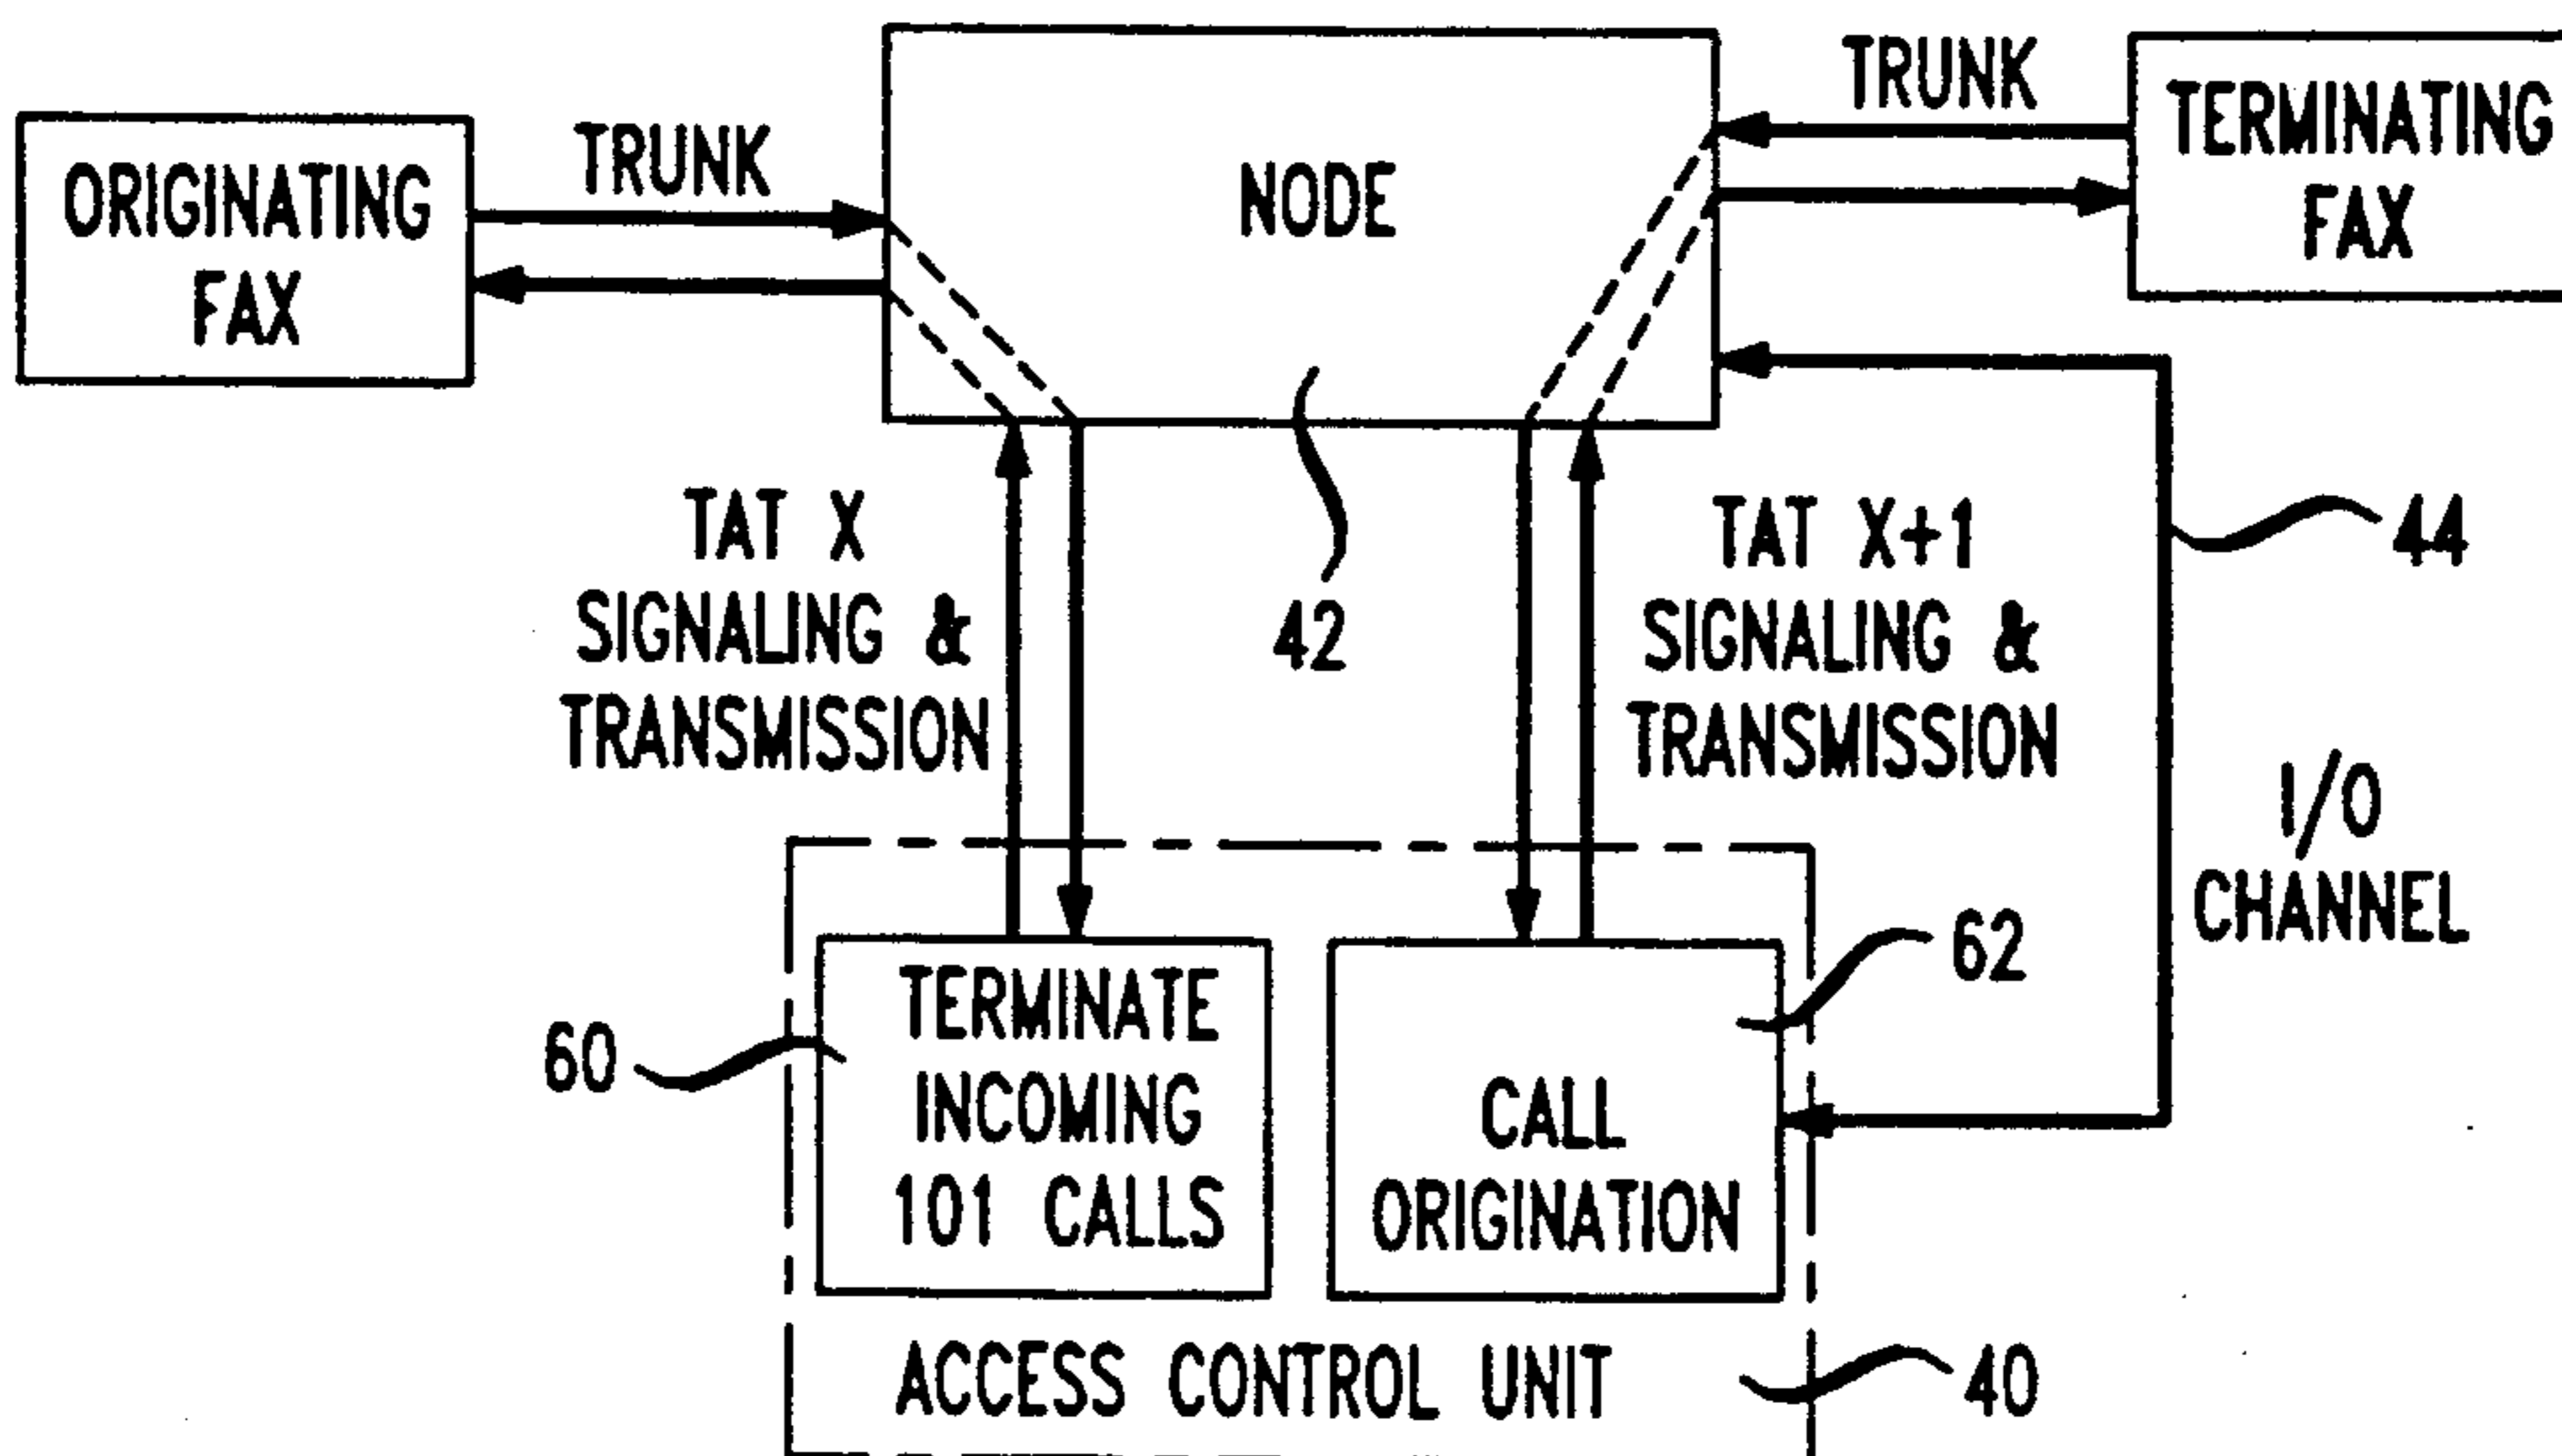 ORIGINATING
FAX
TRUNK
NODE
TRUNK
TERMINATING
FAX
TAT X
SIGNALING &
TRANSMISSION
42
TAT X+1
SIGNALING &
TRANSMISSION
44
I/O
CHANNEL
60
TERMINATE
INCOMING
101 CALLS
CALL
ORIGINATION
62
ACCESS CONTROL UNIT
40